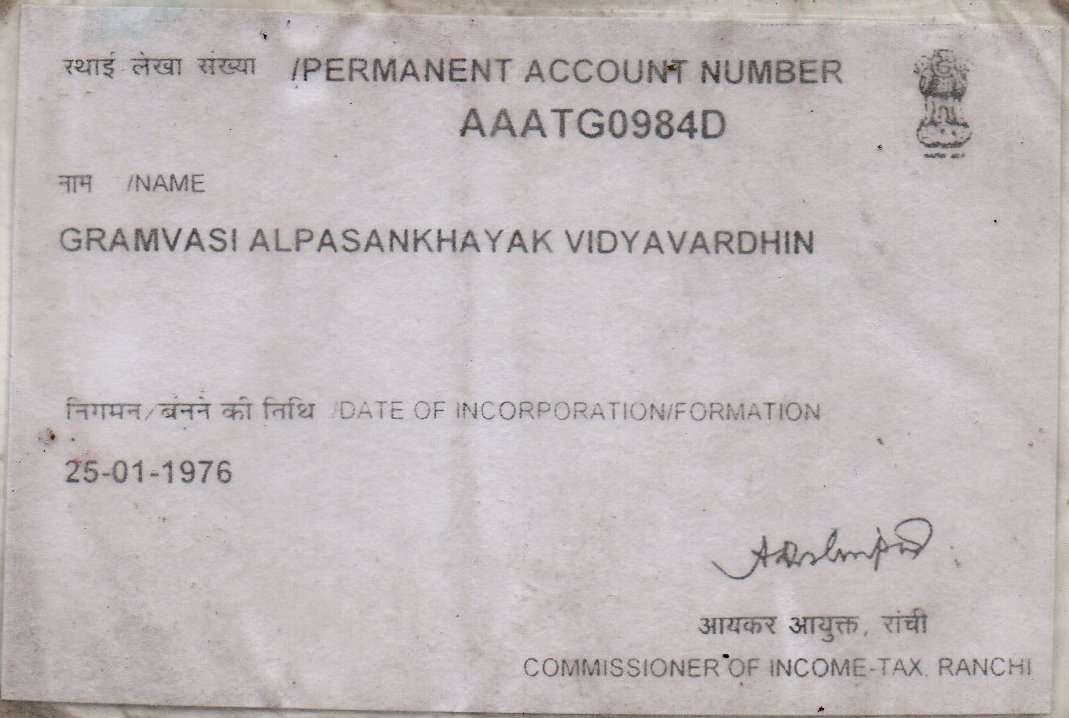 स्थाई लेखा संख्या /PERMANENT ACCOUNT NUMBER
AAATG0984D
नाम /NAME
GRAMVASI ALPASANKHAYAK VIDYAVARDHIN
निगमन/बनने की तिथि /DATE OF INCORPORATION/FORMATION
25-01-1976
आयकर आयुक्त, रांची
COMMISSIONER OF INCOME-TAX, RANCHI